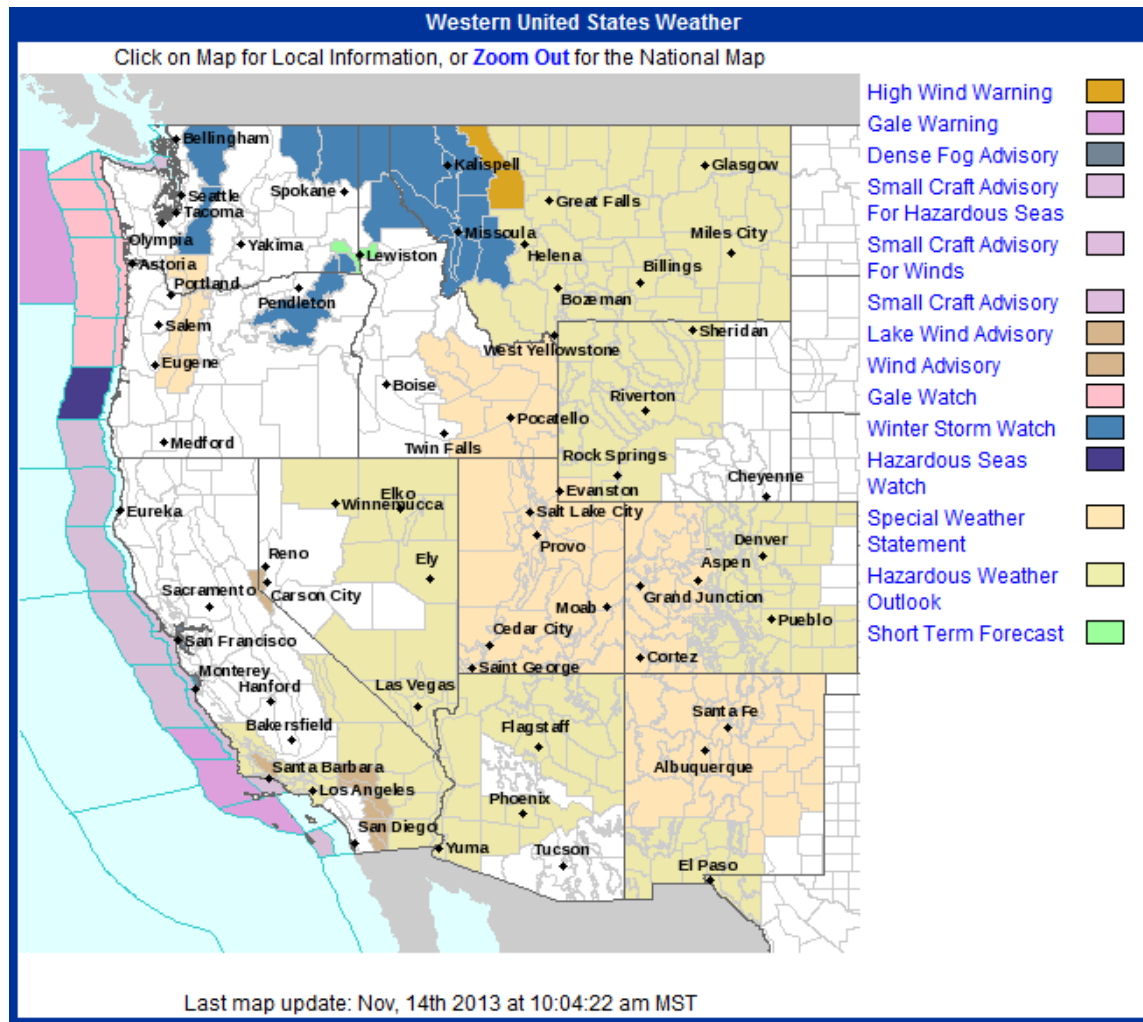 Western United States Weather
Click on Map for Local Information, or Zoom Out for the National Map
High Wind Warning
Gale Warning
Dense Fog Advisory
Small Craft Advisory
For Hazardous Seas
Small Craft Advisory
For Winds
Small Craft Advisory
Lake Wind Advisory
Wind Advisory
Gale Watch
Winter Storm Watch
Hazardous Seas
Watch
Special Weather
Statement
Hazardous Weather
Outlook
Short Term Forecast
Bellingham
Kalispell
Glasgow
Seattle
Spokane
Great Falls
Tacoma
Olympia
Yakima
Missoula
Miles City
Lewiston
Helena
Astoria
Billings
Portland
Pendleton
Bozeman
Salem
Sheridan
West Yellowstone
Eugene
Boise
Riverton
Pocatello
Medford
Twin Falls
Rock Springs
Cheyenne
Evanston
Elko
Winnemucca
Eureka
Salt Lake City
Provo
Denver
Reno
Ely
Aspen
Sacramento
Carson City
Grand Junction
Moab
Pueblo
San Francisco
Cedar City
Cortez
Saint George
Monterey
Hanford
Las Vegas
Santa Fe
Bakersfield
Flagstaff
Albuquerque
Santa Barbara
Los Angeles
Phoenix
San Diego
Yuma
Tucson
El Paso
Last map update: Nov, 14th 2013 at 10:04:22 am MST